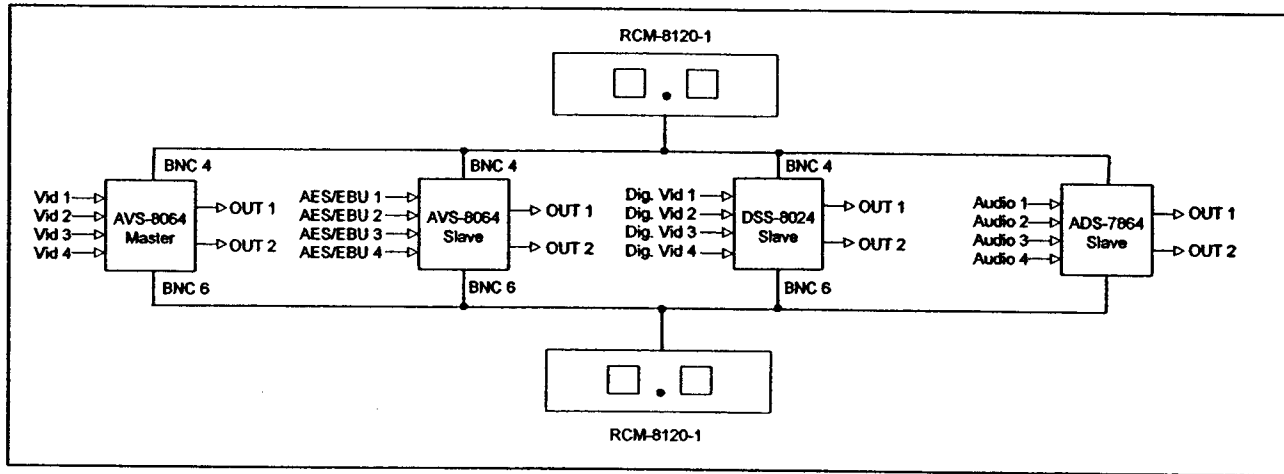 RCM-8120-1
BNC 4
BNC 4
BNC 4
Vid 1
Vid 2
Vid 3
Vid 4
AVS-8064
Master
OUT 1
OUT 2
AES/EBU 1
AES/EBU 2
AES/EBU 3
AES/EBU 4
AVS-8064
Slave
OUT 1
OUT 2
Dig. Vid 1
Dig. Vid 2
Dig. Vid 3
Dig. Vid 4
DSS-8024
Slave
OUT 1
OUT 2
Audio 1
Audio 2
Audio 3
Audio 4
ADS-7864
Slave
OUT 1
OUT 2
BNC 6
BNC 6
BNC 6
RCM-8120-1